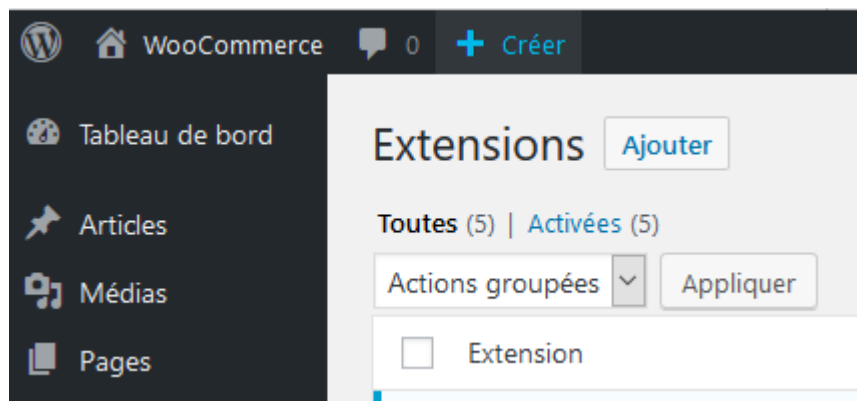 WooCommerce 0 + Créer
Tableau de bord
Extensions Ajouter
Articles
Toutes (5) | Activées (5)
Médias
Actions groupées Appliquer
Pages
Extension